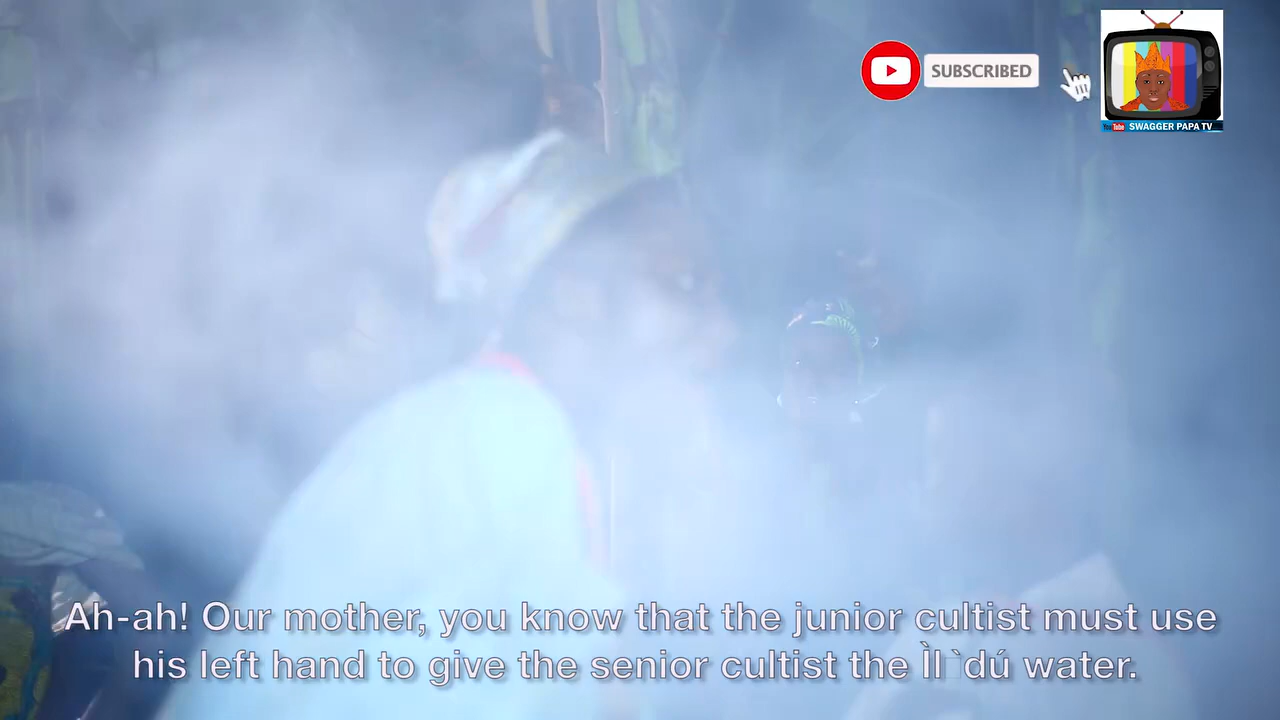 SUBSCRIBED
YouTube SWAGGER PAPA TV
Ah-ah! Our mother, you know that the junior cultist must use
his left hand to give the senior cultist the Ìl□̀dú water.